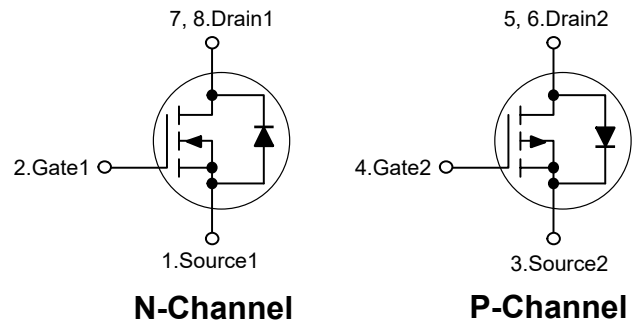 7, 8.Drain1
5, 6.Drain2
2.Gate1
4.Gate2
1.Source1
3.Source2
N-Channel
P-Channel